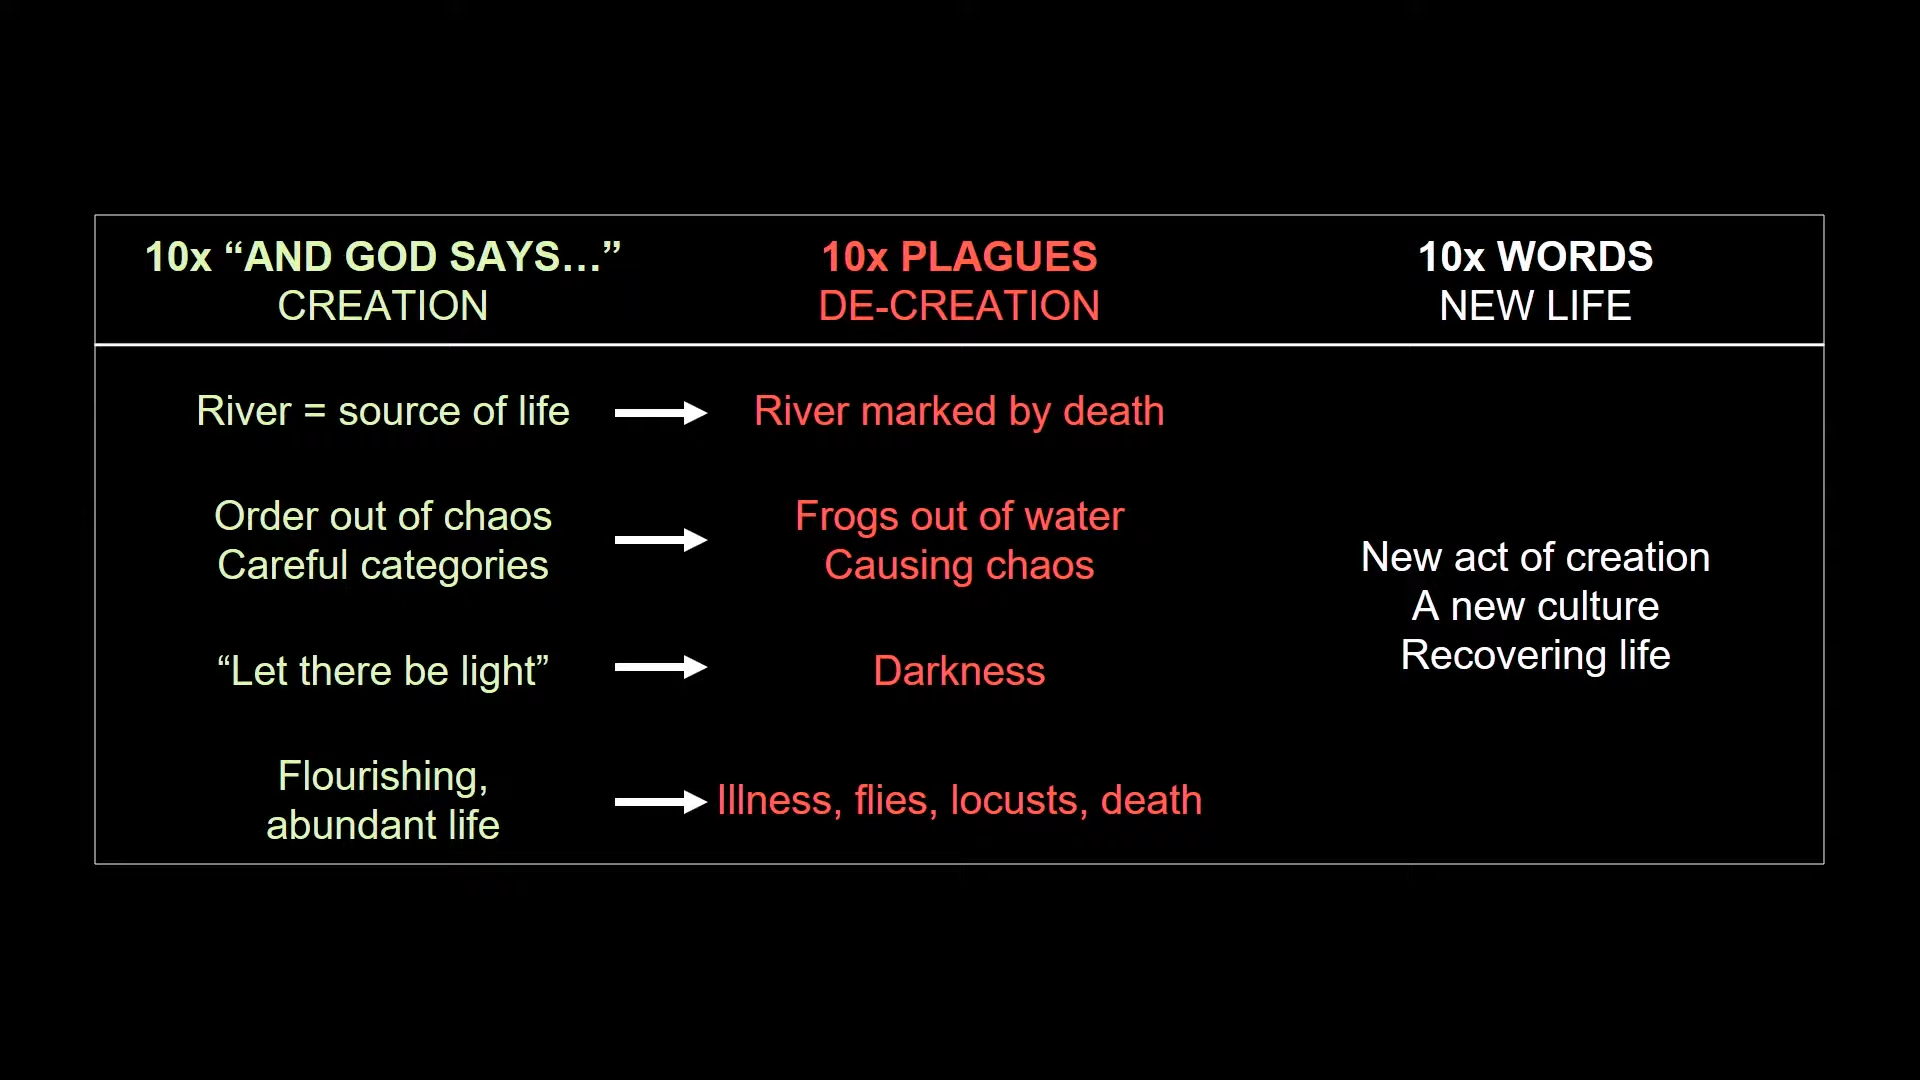 10x “AND GOD SAYS…”
CREATION
10x PLAGUES
DE-CREATION
10x WORDS
NEW LIFE
River = source of life
River marked by death
Order out of chaos
Careful categories
Frogs out of water
Causing chaos
“Let there be light”
Darkness
Flourishing,
abundant life
Illness, flies, locusts, death
New act of creation
A new culture
Recovering life